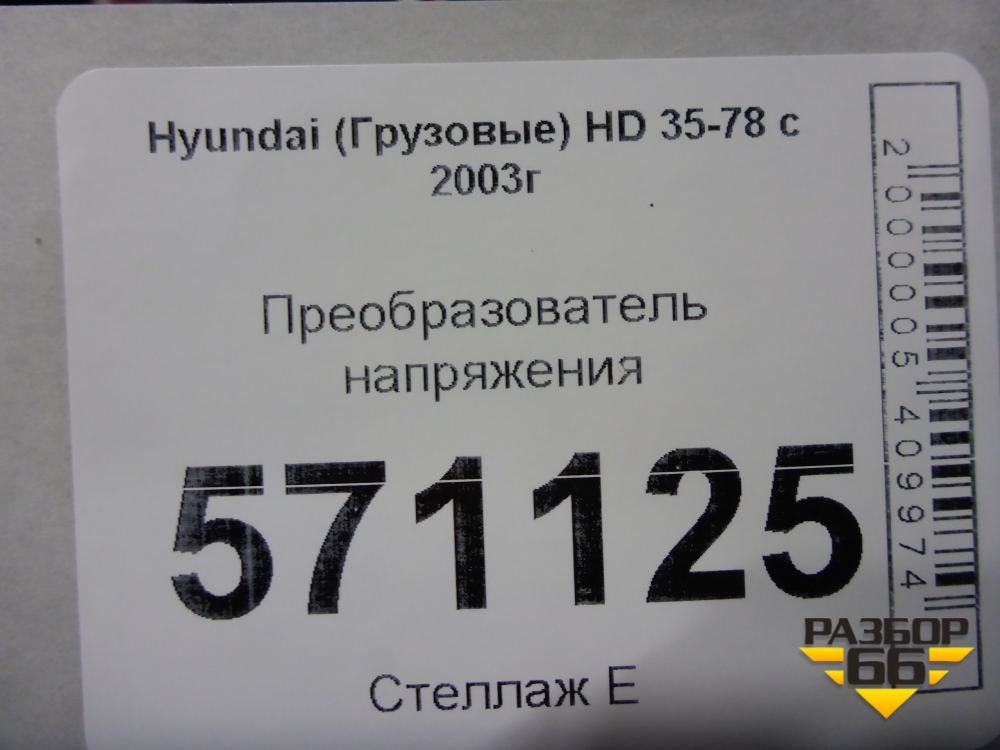 Hyundai (Грузовые) HD 35-78 с
2003г
Преобразователь
напряжения
571125
Стеллаж Е
2000005409974
РАЗБОР
66